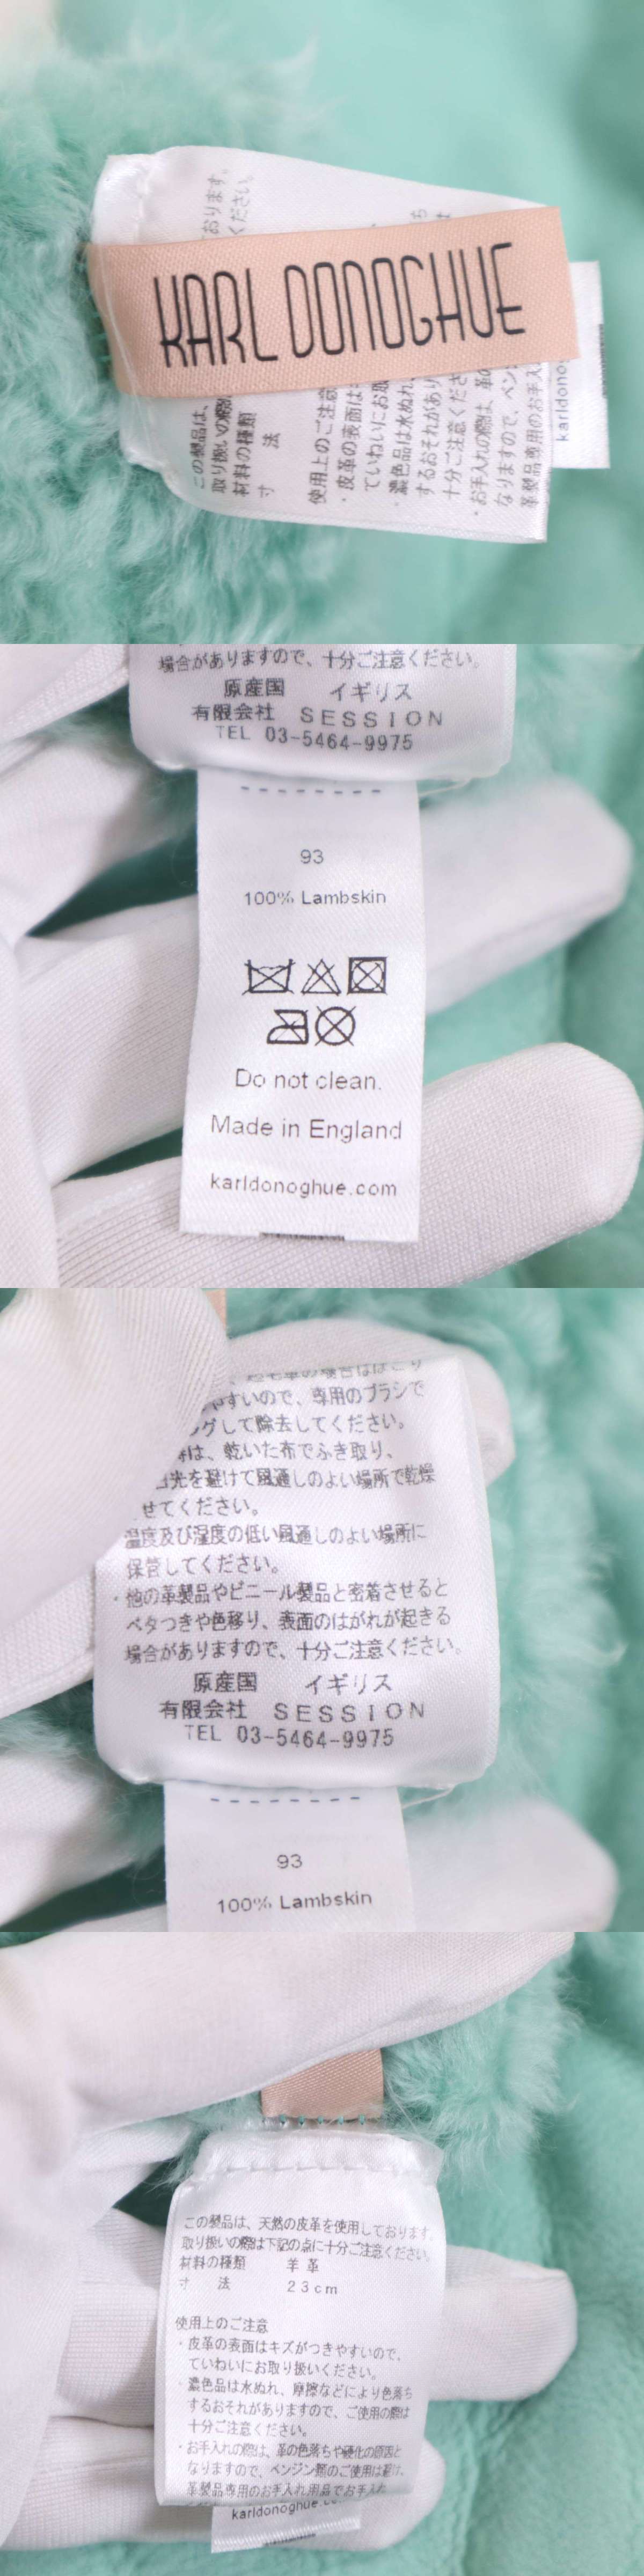 おります。
ください。
KARL DONOGHUE
この製品は、
取り扱いの際
材料の種類
寸 法
使用上のご注意
・皮革の表面は
ていねいにお取
・濃色品は水ぬれ、
するおそれがあり
十分ご注意くださ
・お手入れの際は、革の
なりますので、ベン
革製品専用のお手入
karldono
場合がありますので、十分ご注意ください。
原産国 イギリス
有限会社 SESSION
TEL 03-5464-9975
93
100% Lambskin
Do not clean.
Made in England
karldonoghue.com
やすいので、専用のブラシで
グして除去してください。
は、乾いた布でふき取り、
日光を避けて風通しのよい場所で乾燥
せてください。
温度及び湿度の低い風通しのよい場所に
保管してください。
・他の革製品やビニール製品と密着させると
ベタつきや色移り、表面のはがれが起きる
場合がありますので、十分ご注意ください。
原産国 イギリス
有限会社 SESSION
TEL 03-5464-9975
93
100% Lambskin
この製品は、天然の皮革を使用しております。
取り扱いの際は下記の点に十分ご注意ください。
材料の種類 羊革
寸 法 23cm
使用上のご注意
・皮革の表面はキズがつきやすいので、
ていねいにお取り扱いください。
・濃色品は水ぬれ、摩擦などにより色落ち
するおそれがありますので、ご使用の際は
十分ご注意ください。
・お手入れの際は、革の色落ちや硬化の原因と
なりますので、ベンジン類のご使用は避け、
革製品専用のお手入れ用品でお手入れ
karldonoghue.c